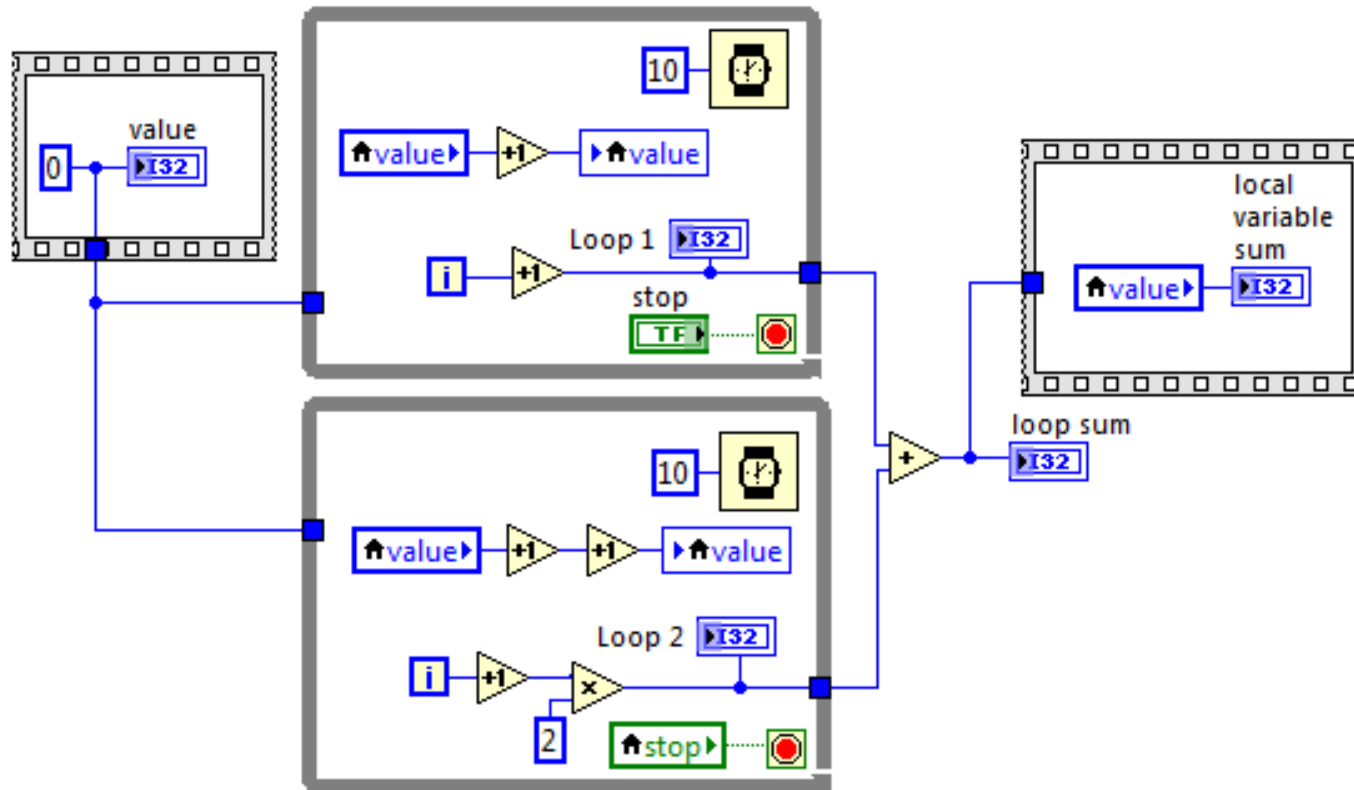 value
0
I32
10
value
+1
value
Loop 1
I32
i
+1
stop
TF
10
value
+1
+1
value
Loop 2
I32
i
+1
x
2
stop
+
local
variable
sum
value
I32
loop sum
I32